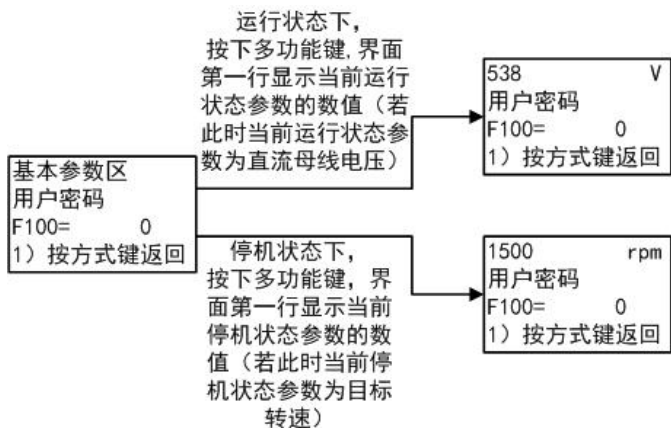 运行状态下,
按下多功能键,界面
第一行显示当前运行
状态参数的数值（若
此时当前运行状态参
数为直流母线电压）
538 V
用户密码
F100= 0
1）按方式键返回
基本参数区
用户密码
F100= 0
1）按方式键返回
停机状态下，
按下多功能键，界
面第一行显示当前
停机状态参数的数
值（若此时当前停
机状态参数为目标
转速）
1500 rpm
用户密码
F100= 0
1）按方式键返回